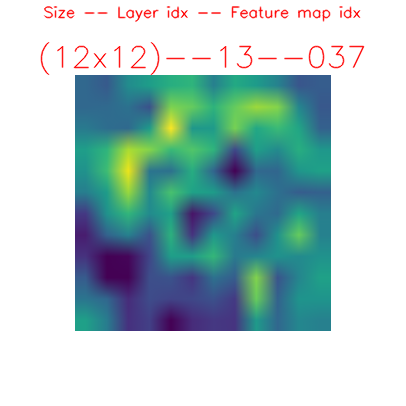 Size -- Layer idx -- Feature map idx
(12x12)--13--037